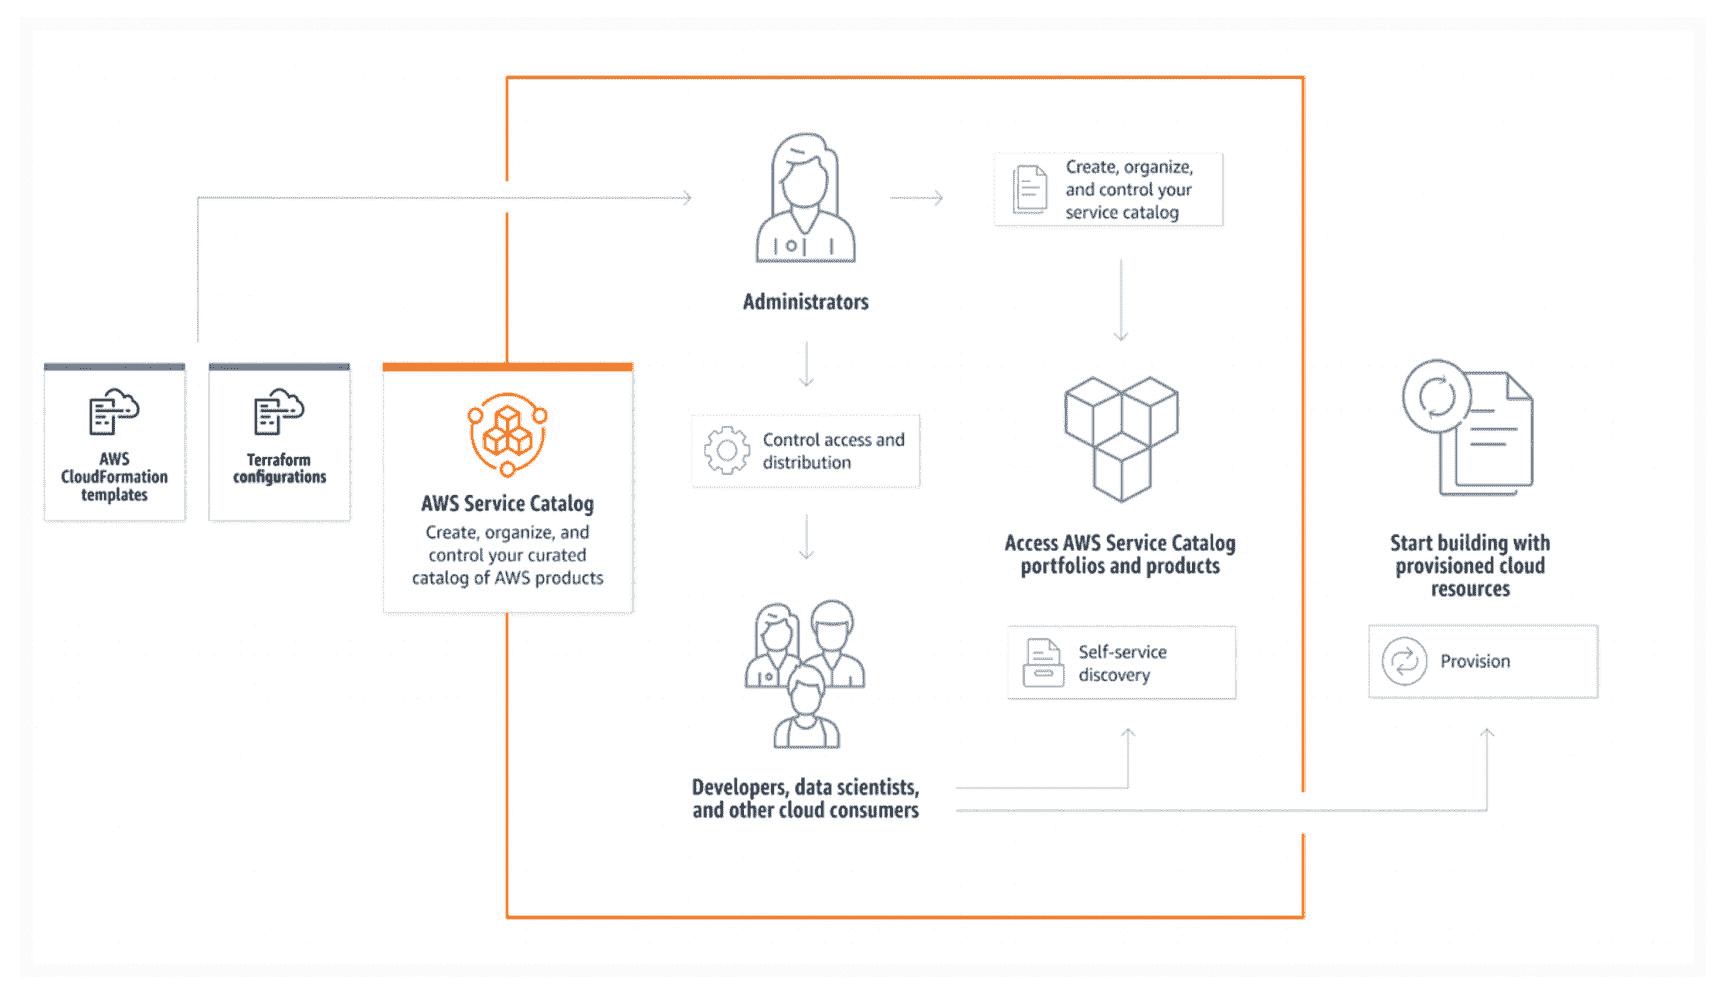 Create, organize,
and control your
service catalog
Administrators
AWS
CloudFormation
templates
Terraform
configurations
AWS Service Catalog
Create, organize, and
control your curated
catalog of AWS products
Control access and
distribution
Access AWS Service Catalog
portfolios and products
Start building with
provisioned cloud
resources
Self-service
discovery
Provision
Developers, data scientists,
and other cloud consumers